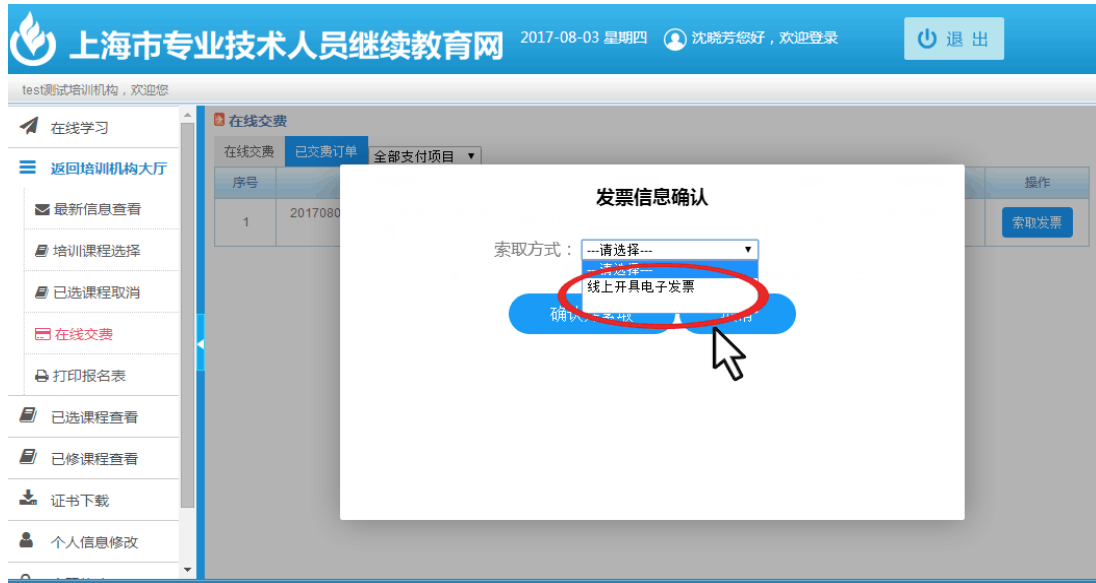 上海市专业技术人员继续教育网
2017-08-03 星期四
沈晓芳您好，欢迎登录
退 出
test测试培训机构，欢迎您
在线学习
返回培训机构大厅
最新信息查看
培训课程选择
已选课程取消
在线交费
打印报名表
已选课程查看
已修课程查看
证书下载
个人信息修改
在线交费
在线交费
已交费订单
全部支付项目
序号
操作
1
2017080
索取发票
发票信息确认
索取方式：
---请选择---
---请选择---
线上开具电子发票